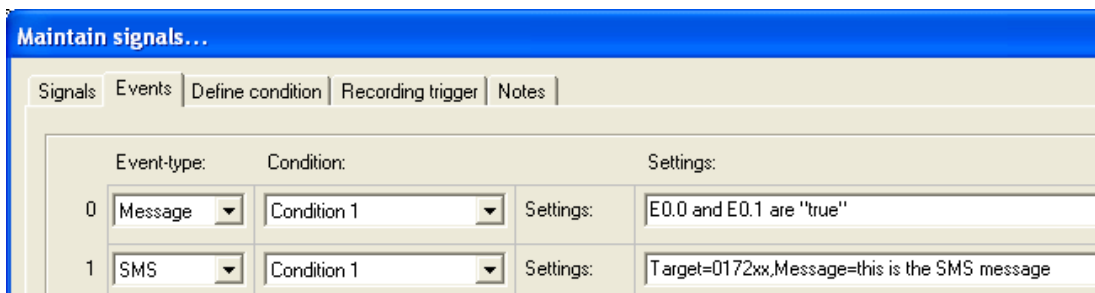 Maintain signals...
Signals Events Define condition Recording trigger Notes
Event-type: Condition: Settings:
0 Message Condition 1 Settings: E0.0 and E0.1 are "true"
1 SMS Condition 1 Settings: Target=0172xx,Message=this is the SMS message